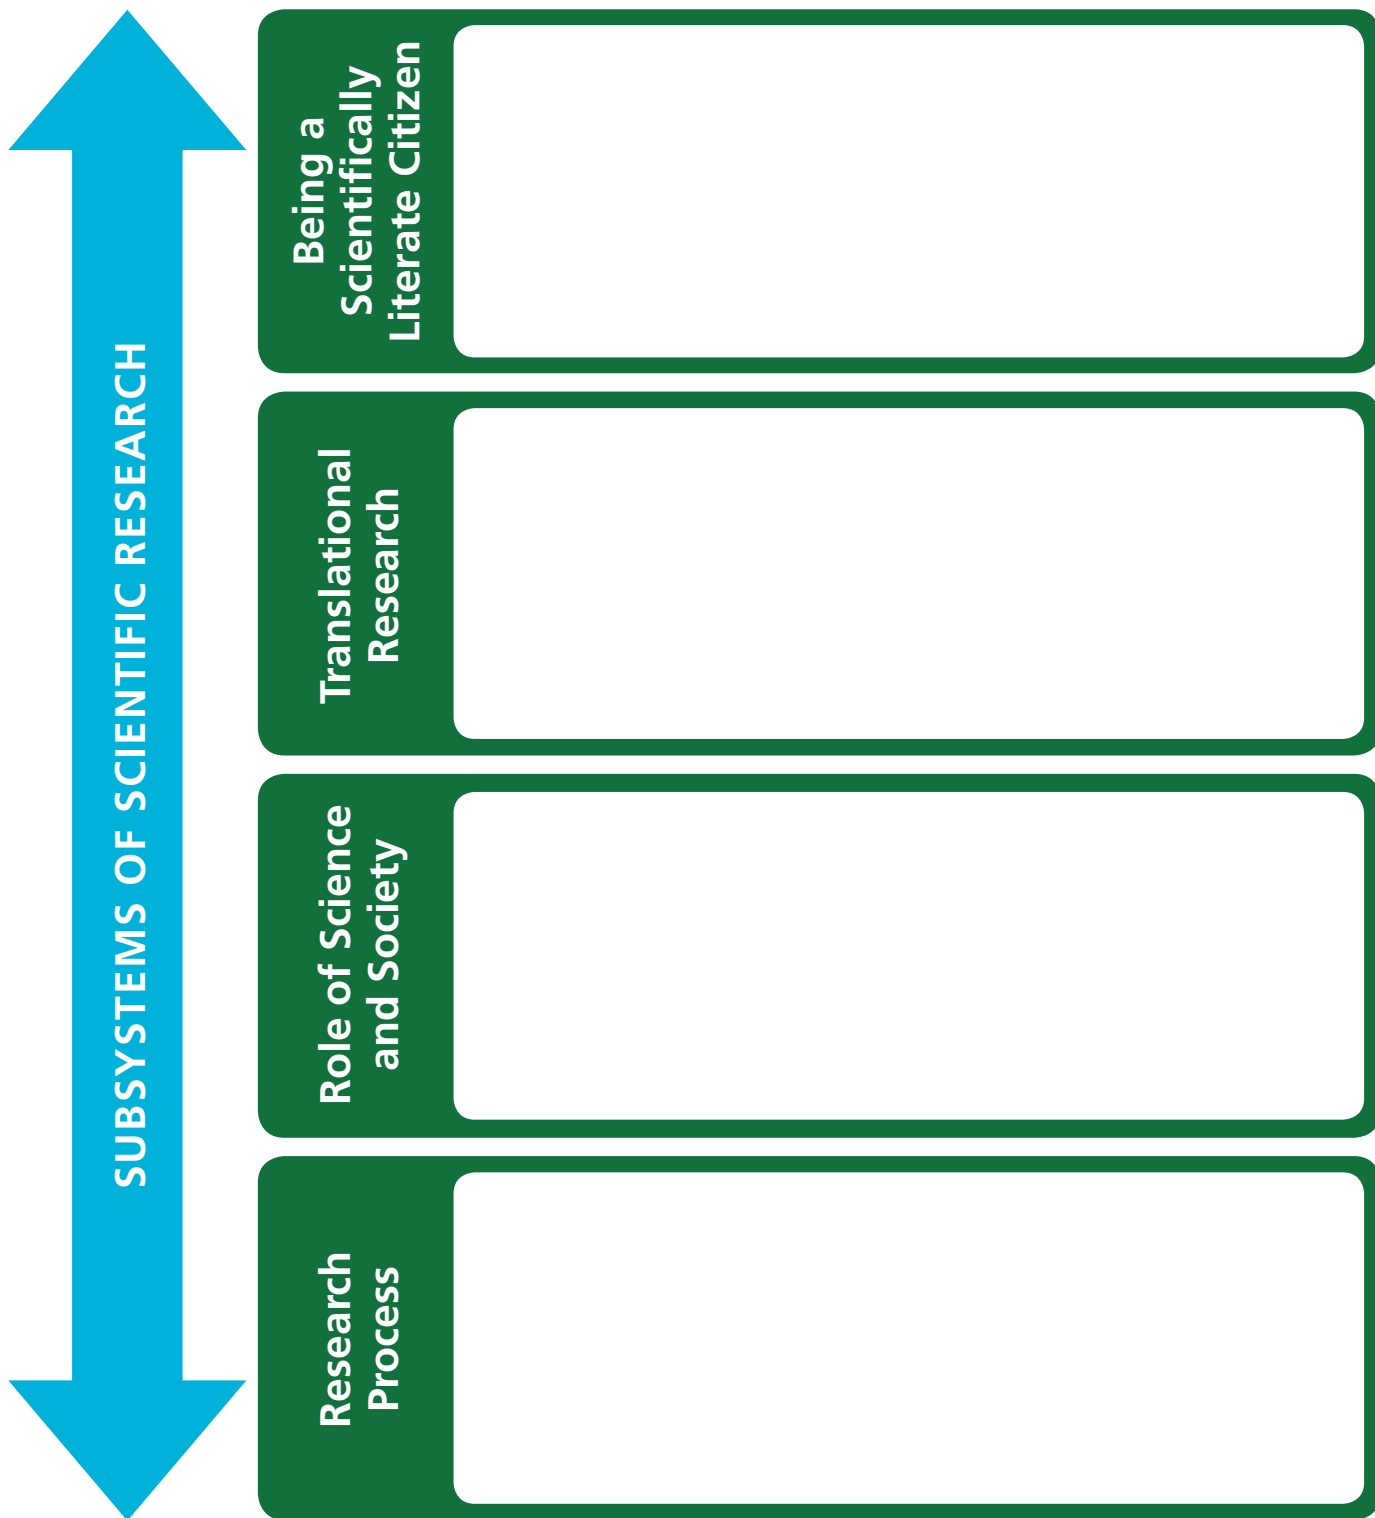 SUBSYSTEMS OF SCIENTIFIC RESEARCH
Being a
Scientifically
Literate Citizen
Translational
Research
Role of Science
and Society
Research
Process